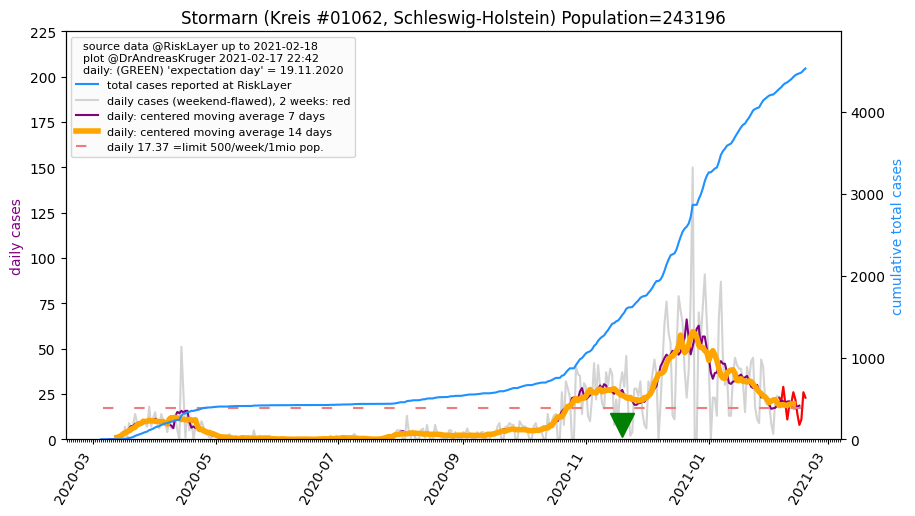 Stormarn (Kreis #01062, Schleswig-Holstein) Population=243196
source data @RiskLayer up to 2021-02-18
plot @DrAndreasKruger 2021-02-17 22:42
daily: (GREEN) 'expectation day' = 19.11.2020
total cases reported at RiskLayer
daily cases (weekend-flawed), 2 weeks: red
daily: centered moving average 7 days
daily: centered moving average 14 days
daily 17.37 =limit 500/week/1mio pop.
daily cases
225
200
175
150
125
100
75
50
25
0
4000
3000
2000
1000
0
cumulative total cases
2020-03
2020-05
2020-07
2020-09
2020-11
2021-01
2021-03